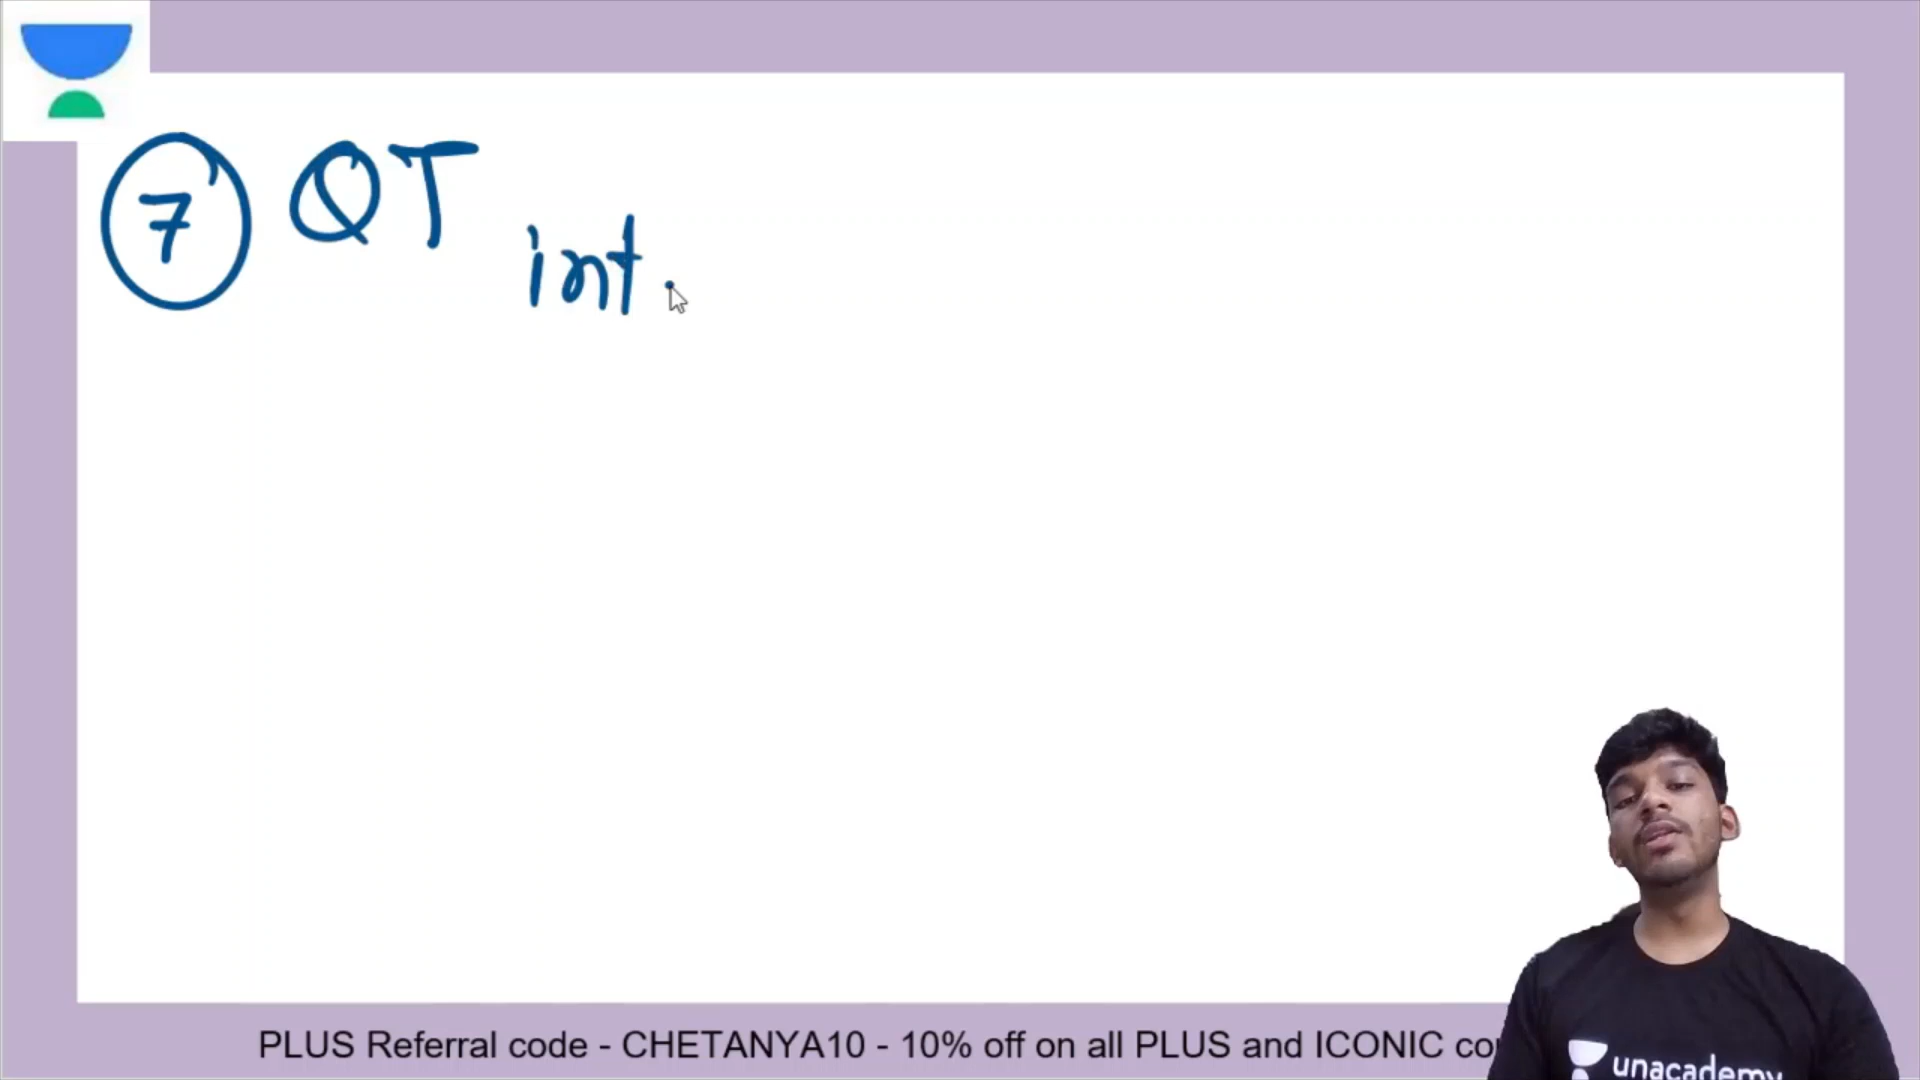 7 QT
int.
PLUS Referral code - CHETANYA10 - 10% off on all PLUS and ICONIC co
unacademy